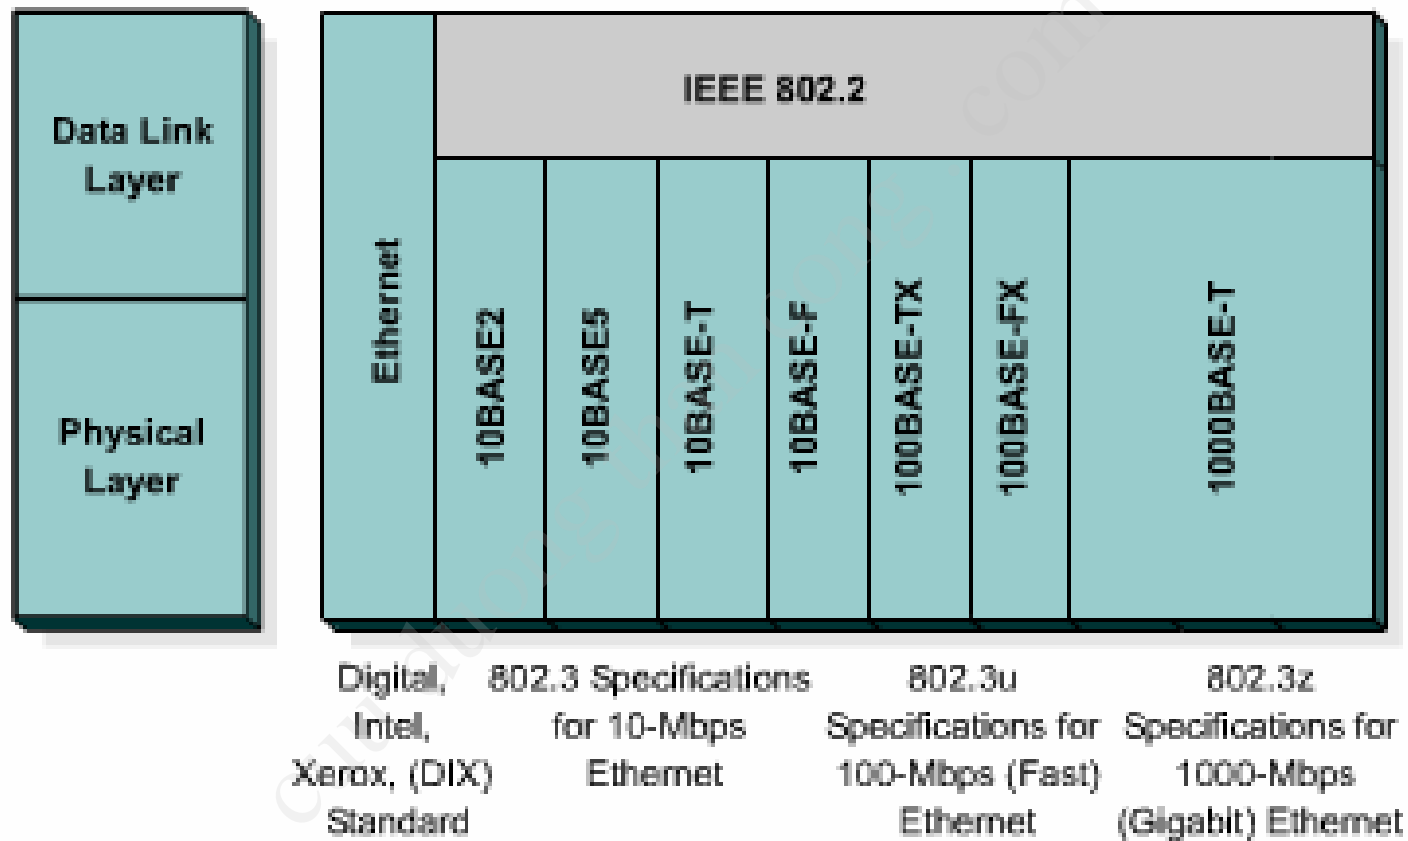 Data Link
Layer
Physical
Layer
IEEE 802.2
Ethernet
10BASE2
10BASE5
10BASE-T
10BASE-F
100BASE-TX
100BASE-FX
1000BASE-T
Digital,
Intel,
Xerox, (DIX)
Standard
802.3 Specifications
for 10-Mbps
Ethernet
802.3u
Specifications for
100-Mbps (Fast)
Ethernet
802.3z
Specifications for
1000-Mbps
(Gigabit) Ethernet